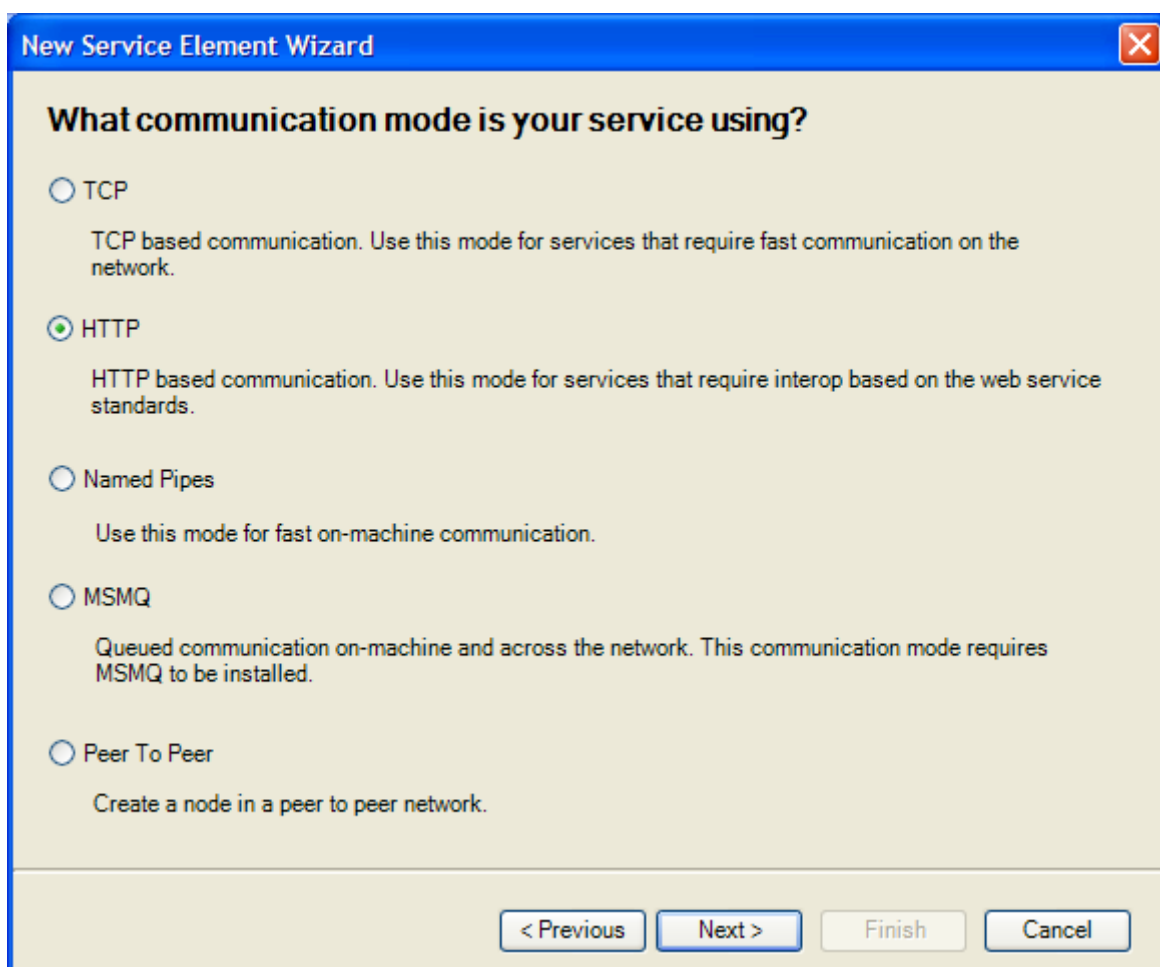 New Service Element Wizard
What communication mode is your service using?
TCP
TCP based communication. Use this mode for services that require fast communication on the
network.
HTTP
HTTP based communication. Use this mode for services that require interop based on the web service
standards.
Named Pipes
Use this mode for fast on-machine communication.
MSMQ
Queued communication on-machine and across the network. This communication mode requires
MSMQ to be installed.
Peer To Peer
Create a node in a peer to peer network.
< Previous Next > Finish Cancel